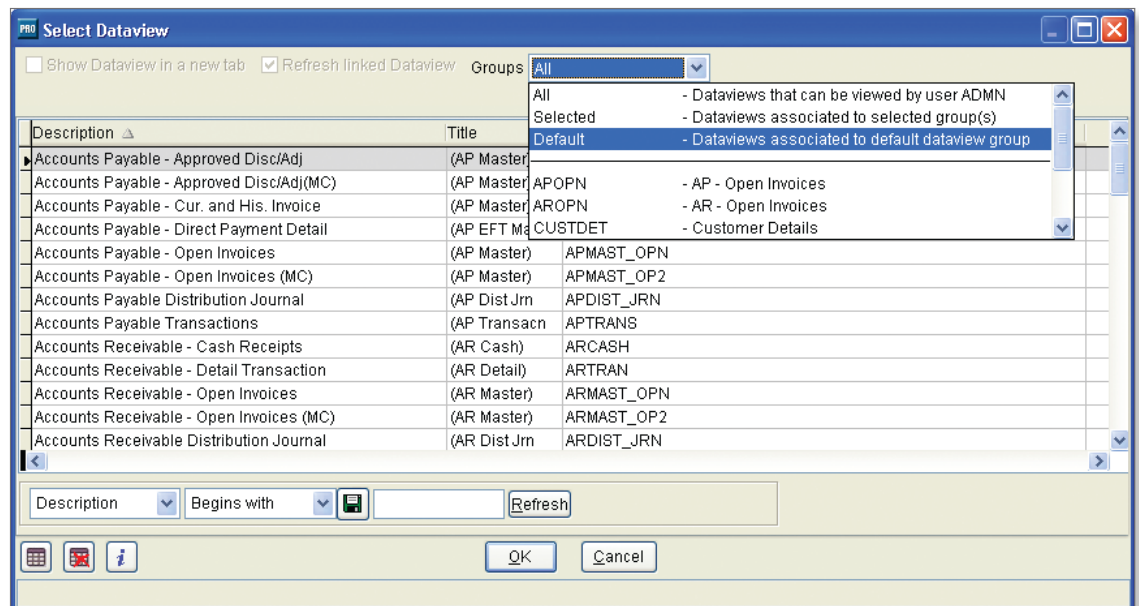 PRO Select Dataview
Show Dataview in a new tab Refresh linked Dataview Groups All
All - Dataviews that can be viewed by user ADMN
Selected - Dataviews associated to selected group(s)
Default - Dataviews associated to default dataview group
APOPN - AP - Open Invoices
AROPN - AR - Open Invoices
CUSTDET - Customer Details
Description Title
Accounts Payable - Approved Disc/Adj (AP Master)
Accounts Payable - Approved Disc/Adj(MC) (AP Master)
Accounts Payable - Cur. and His. Invoice (AP Master)
Accounts Payable - Direct Payment Detail (AP EFT Ma
Accounts Payable - Open Invoices (AP Master) APMAST_OPN
Accounts Payable - Open Invoices (MC) (AP Master) APMAST_OP2
Accounts Payable Distribution Journal (AP Dist Jrn APDIST_JRN
Accounts Payable Transactions (AP Transacn APTRANS
Accounts Receivable - Cash Receipts (AR Cash) ARCASH
Accounts Receivable - Detail Transaction (AR Detail) ARTRAN
Accounts Receivable - Open Invoices (AR Master) ARMAST_OPN
Accounts Receivable - Open Invoices (MC) (AR Master) ARMAST_OP2
Accounts Receivable Distribution Journal (AR Dist Jrn ARDIST_JRN
Description Begins with Refresh
i OK Cancel